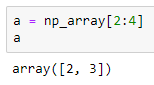 a = np_array[2:4]
a
array([2, 3])